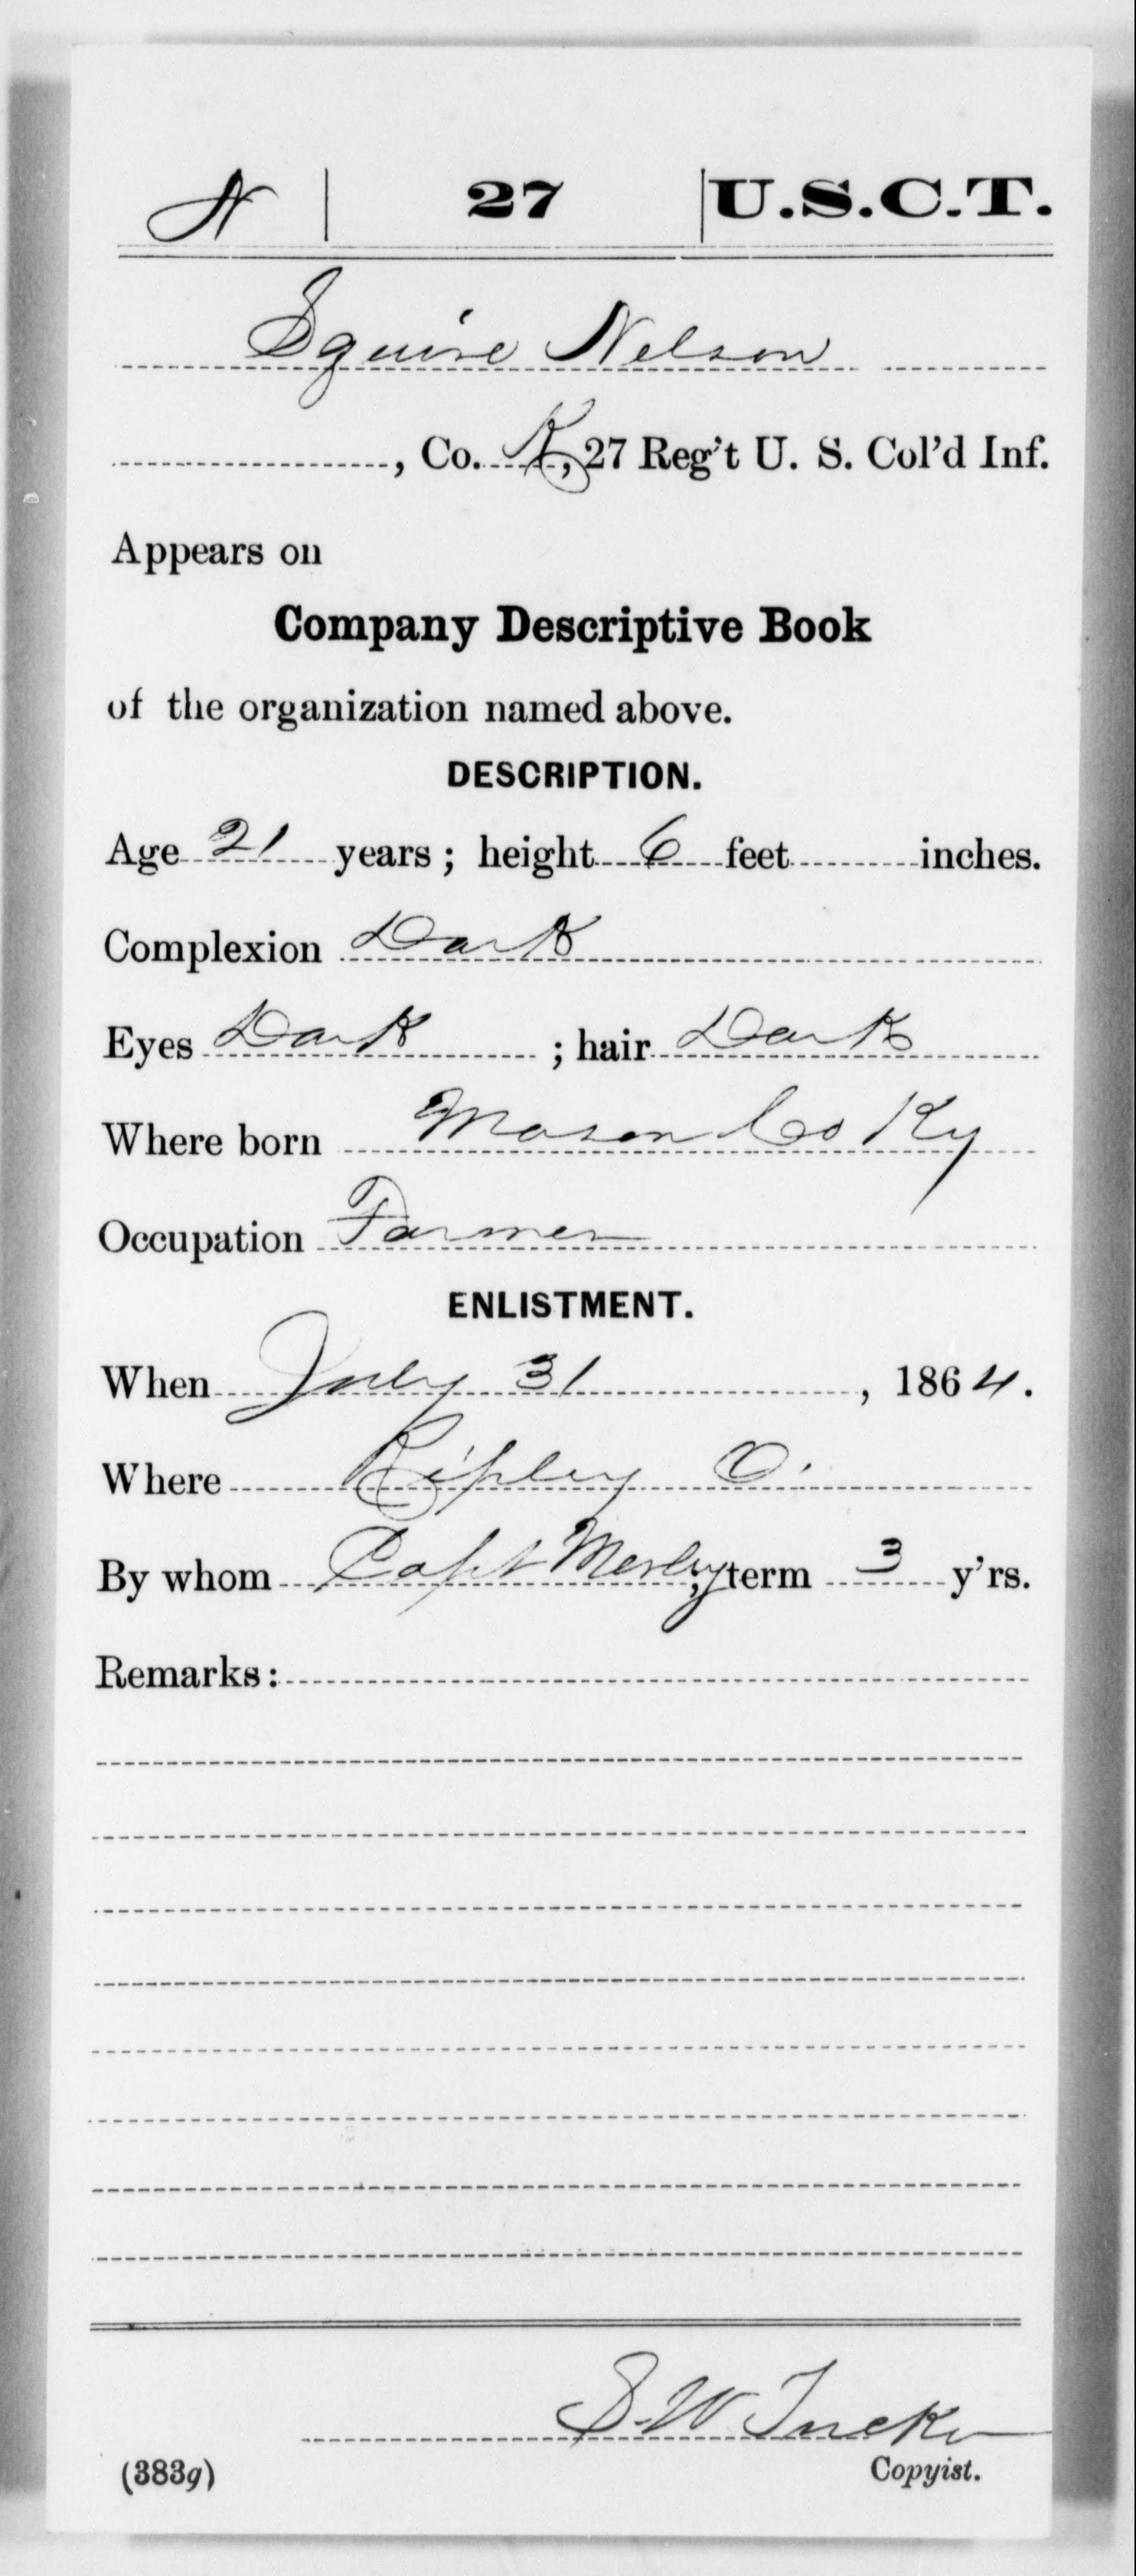 N 27 U.S.C.T.
Squire Nelson
, Co. K, 27 Reg't U. S. Col'd Inf.
Appears on
Company Descriptive Book
of the organization named above.
DESCRIPTION.
Age 21 years; height 6 feet inches.
Complexion Dark
Eyes Dark ; hair Dark
Where born Mason Co Ky
Occupation Farmer
ENLISTMENT.
When July 31, 1864.
Where Ripley O.
By whom Capt , term 3 y'rs.
Remarks:
S. W. Tucker
Copyist.
(383g)